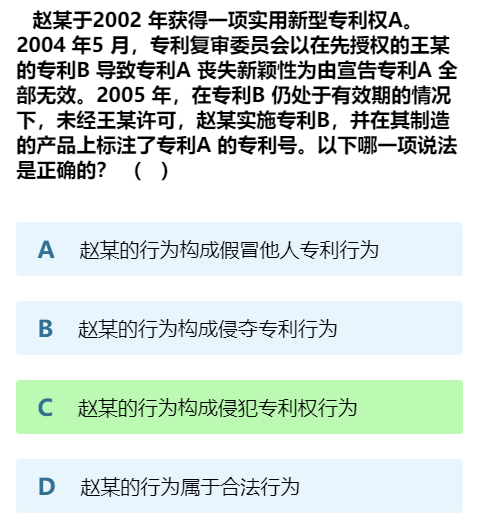 赵某于2002 年获得一项实用新型专利权A。
2004 年5 月，专利复审委员会以在先授权的王某
的专利B 导致专利A 丧失新颖性为由宣告专利A 全
部无效。2005 年，在专利B 仍处于有效期的情况
下，未经王某许可，赵某实施专利B，并在其制造
的产品上标注了专利A 的专利号。以下哪一项说法
是正确的？ （ ）
A 赵某的行为构成假冒他人专利行为
B 赵某的行为构成侵夺专利行为
C 赵某的行为构成侵犯专利权行为
D 赵某的行为属于合法行为